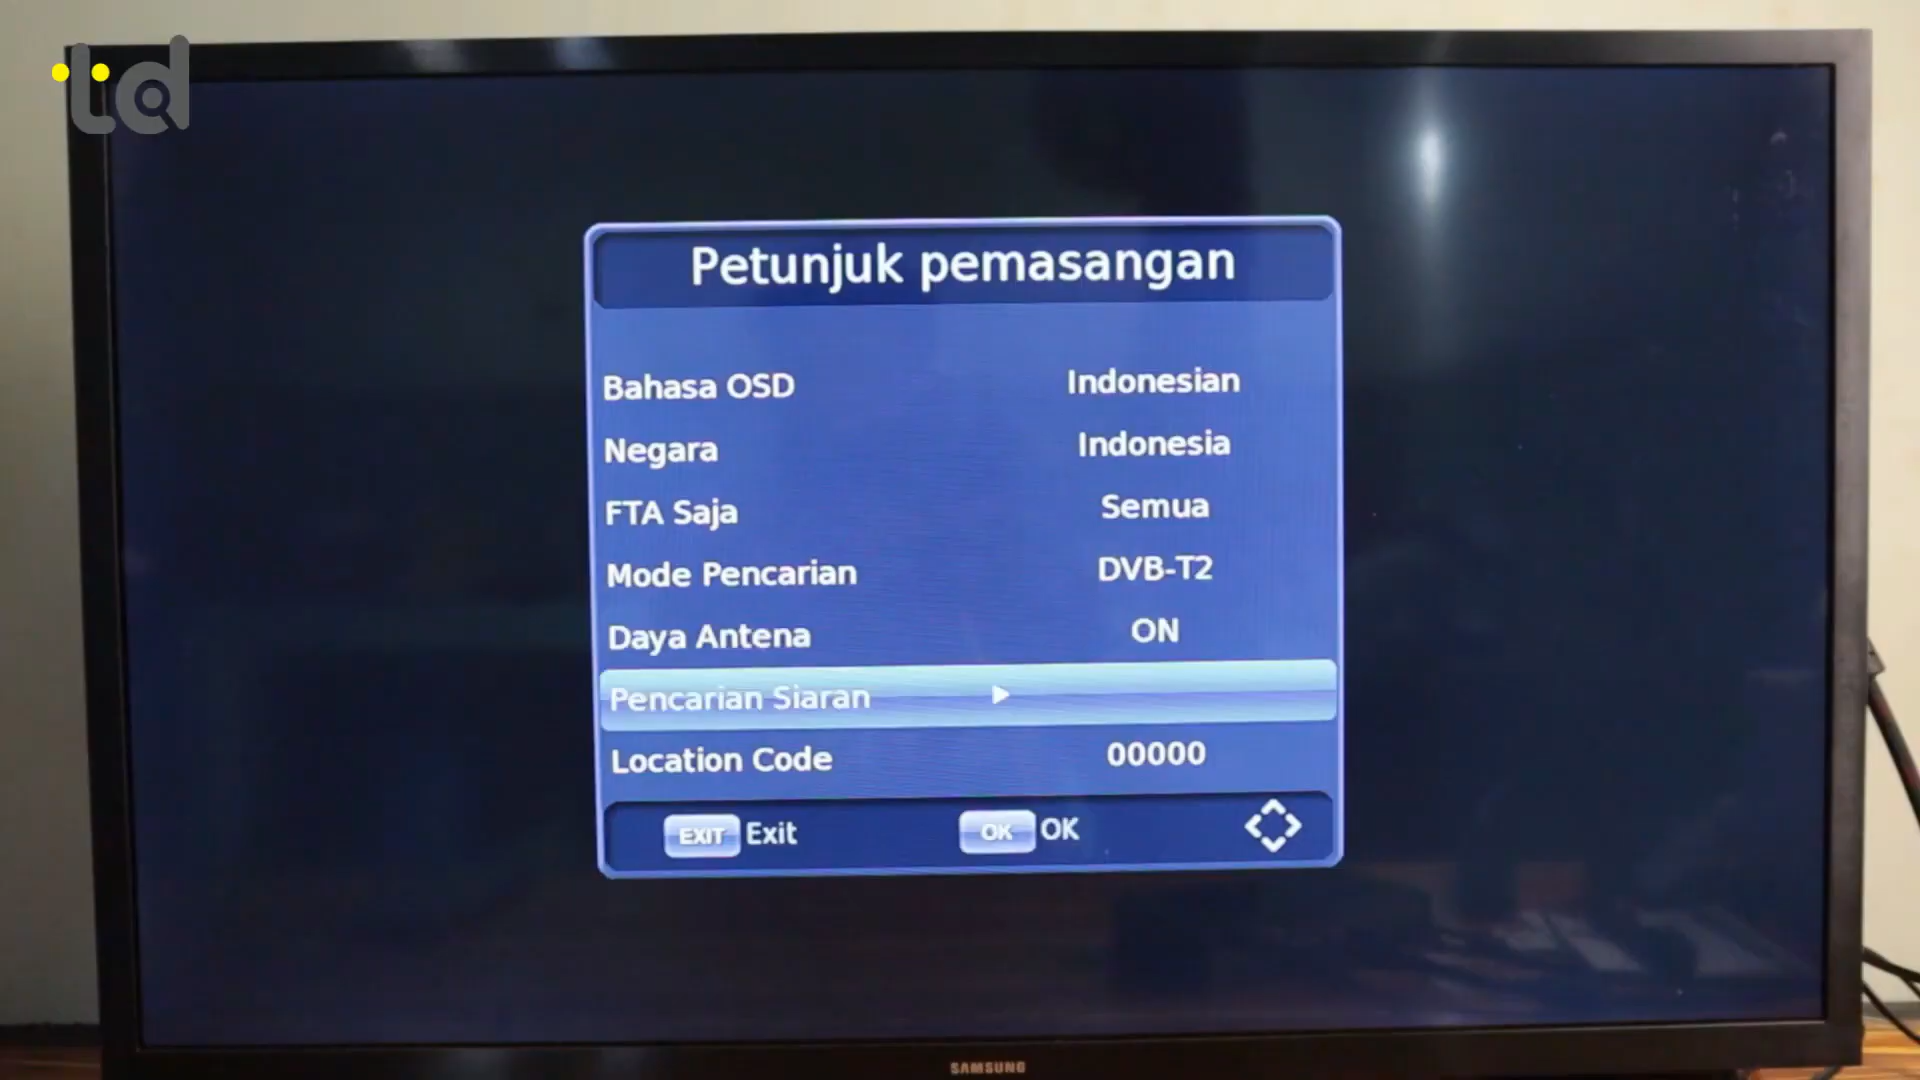 td
Petunjuk pemasangan
Bahasa OSD Indonesian
Negara Indonesia
FTA Saja Semua
Mode Pencarian DVB-T2
Daya Antena ON
Pencarian Siaran
Location Code 00000
EXIT Exit OK OK
SAMSUNG